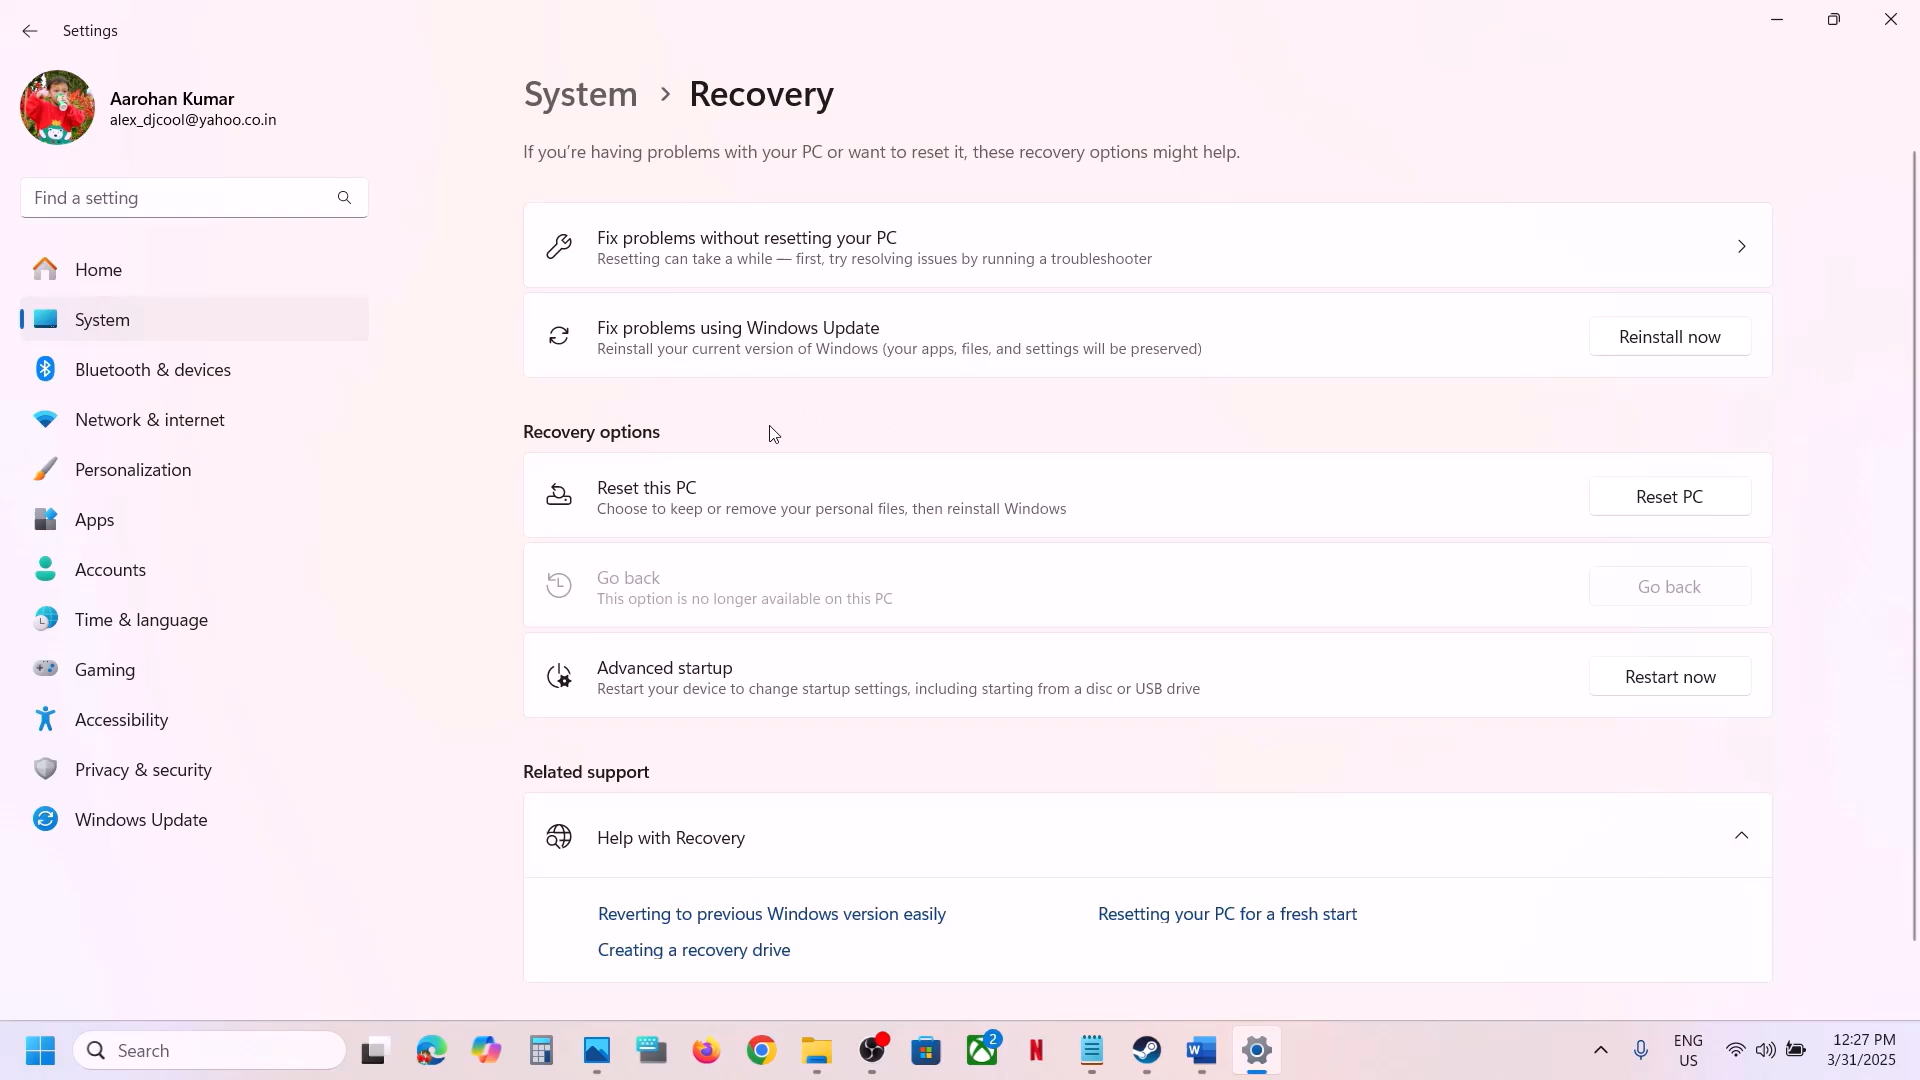 Settings
Aarohan Kumar
alex_djcool@yahoo.co.in
Find a setting
Home
System
Bluetooth & devices
Network & internet
Personalization
Apps
Accounts
Time & language
Gaming
Accessibility
Privacy & security
Windows Update
System > Recovery
If you're having problems with your PC or want to reset it, these recovery options might help.
Fix problems without resetting your PC
Resetting can take a while — first, try resolving issues by running a troubleshooter
Fix problems using Windows Update
Reinstall your current version of Windows (your apps, files, and settings will be preserved)
Reinstall now
Recovery options
Reset this PC
Choose to keep or remove your personal files, then reinstall Windows
Reset PC
Go back
This option is no longer available on this PC
Go back
Advanced startup
Restart your device to change startup settings, including starting from a disc or USB drive
Restart now
Related support
Help with Recovery
Reverting to previous Windows version easily
Resetting your PC for a fresh start
Creating a recovery drive
Search
2
N
W
ENG
US
12:27 PM
3/31/2025